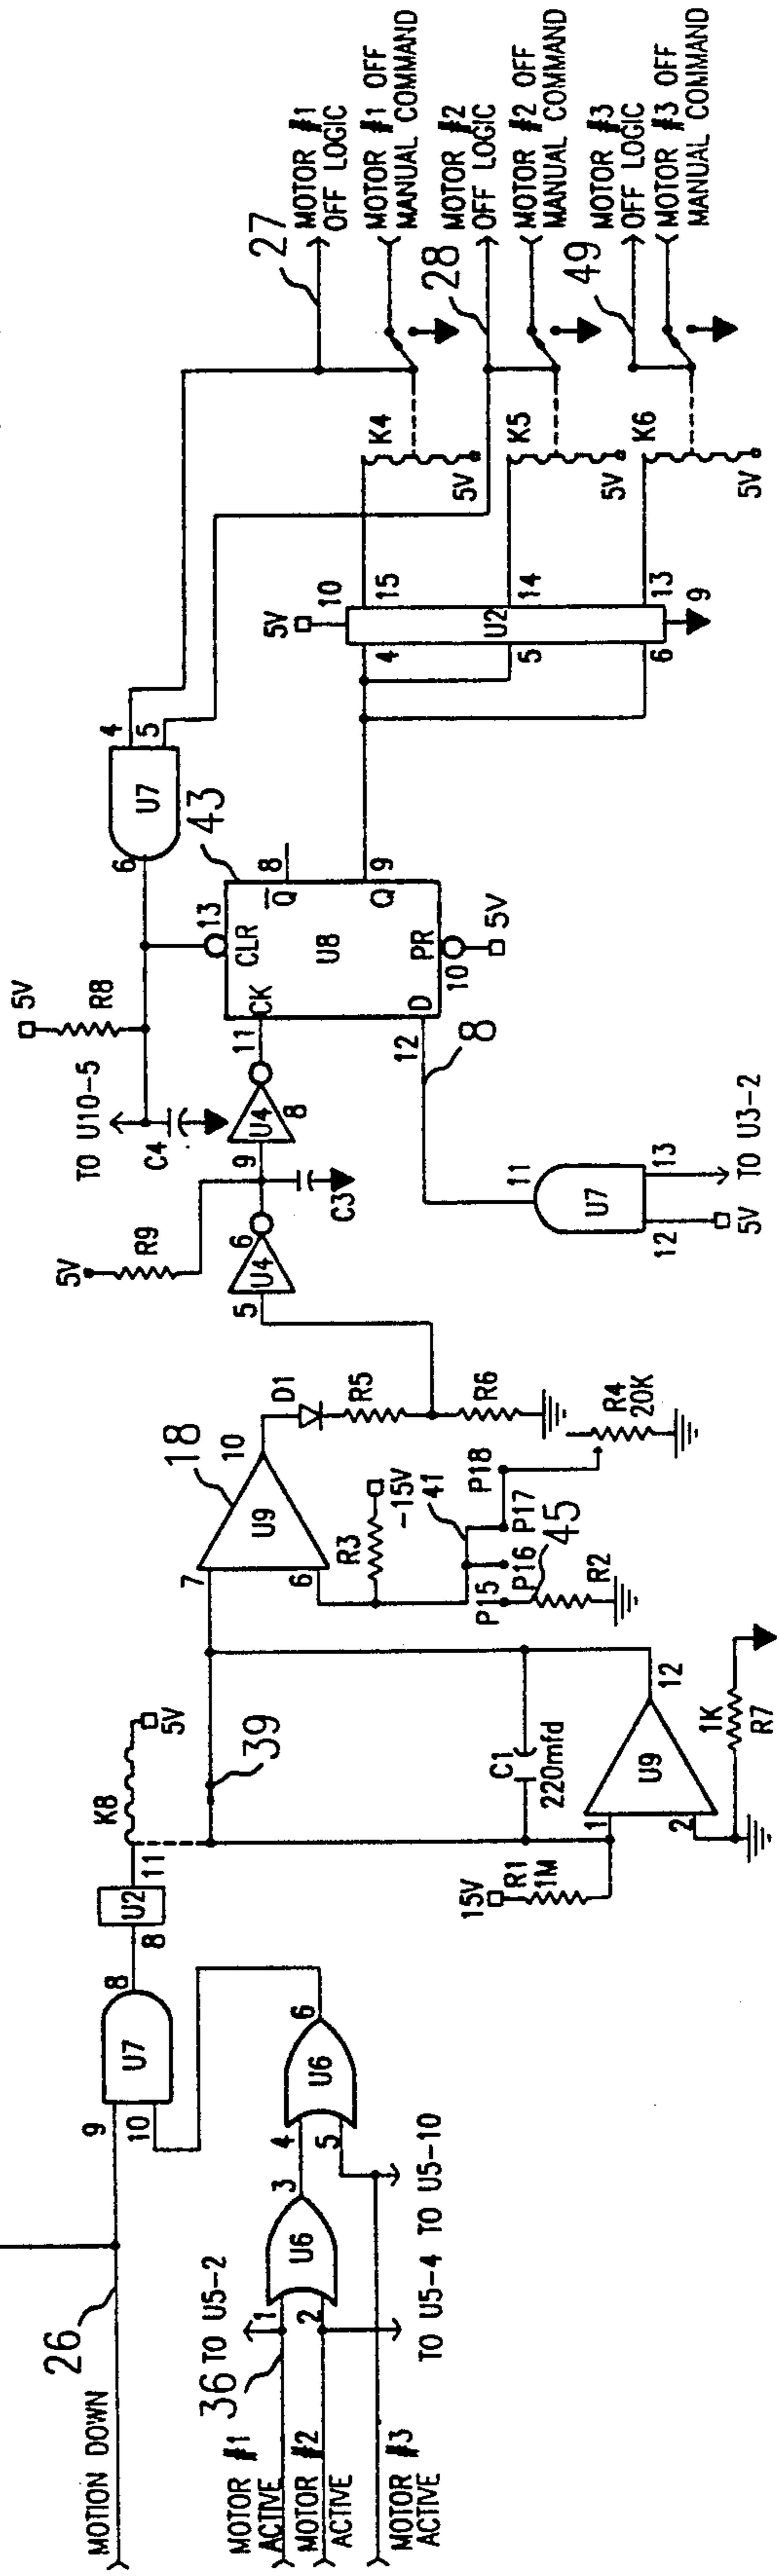 MOTION DOWN
26
9
10
U7
8
8
U2
11
K8
5V
39
MOTOR #1
ACTIVE
MOTOR #2
ACTIVE
MOTOR #3
ACTIVE
36
TO U5-2
1
2
U6
3
4
5
U6
6
TO U5-4
TO U5-10
15V
R1
1M
C1
220mfd
1
2
U9
12
1K
R7
7
6
U9
18
10
R3
-15V
41
P15
P16
P17
P18
45
R2
R4
20K
D1
R5
R6
5V
R9
5
U4
6
C3
9
U4
8
11
TO U10-5
C4
5V
R8
6
U7
4
5
43
13
CLR
CK
U8
Q
8
Q
9
D
12
PR
10
5V
8
11
U7
12
13
5V
TO U3-2
5V
10
4
5
6
U2
15
14
13
9
K4
5V
K5
5V
K6
5V
27
28
49
MOTOR #1
OFF LOGIC
MOTOR #1 OFF
MANUAL COMMAND
MOTOR #2
OFF LOGIC
MOTOR #2 OFF
MANUAL COMMAND
MOTOR #3
OFF LOGIC
MOTOR #3 OFF
MANUAL COMMAND